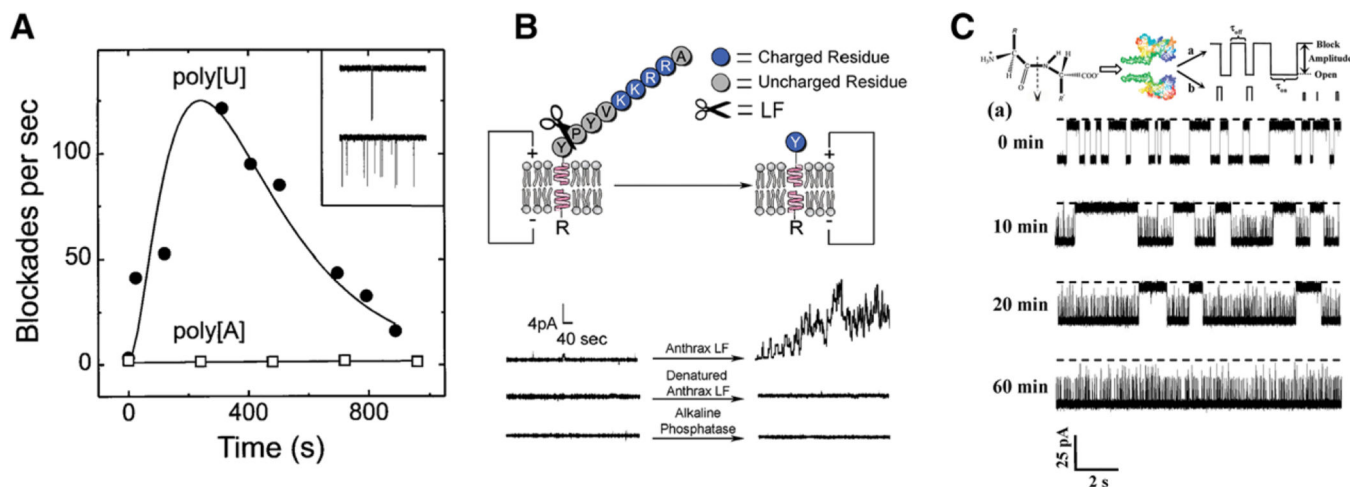 A
poly[U]
poly[A]
Blockades per sec
100
50
0
0
400
800
Time (s)
B
A
R
R
K
K
V
Y
P
Y
= Charged Residue
= Uncharged Residue
= LF
+
-
R
Y
+
-
R
4pA
40 sec
Anthrax LF
Denatured
Anthrax LF
Alkaline
Phosphatase
C
a
b
τoff
τon
Block
Amplitude
Open
(a)
0 min
10 min
20 min
60 min
25 pA
2 s